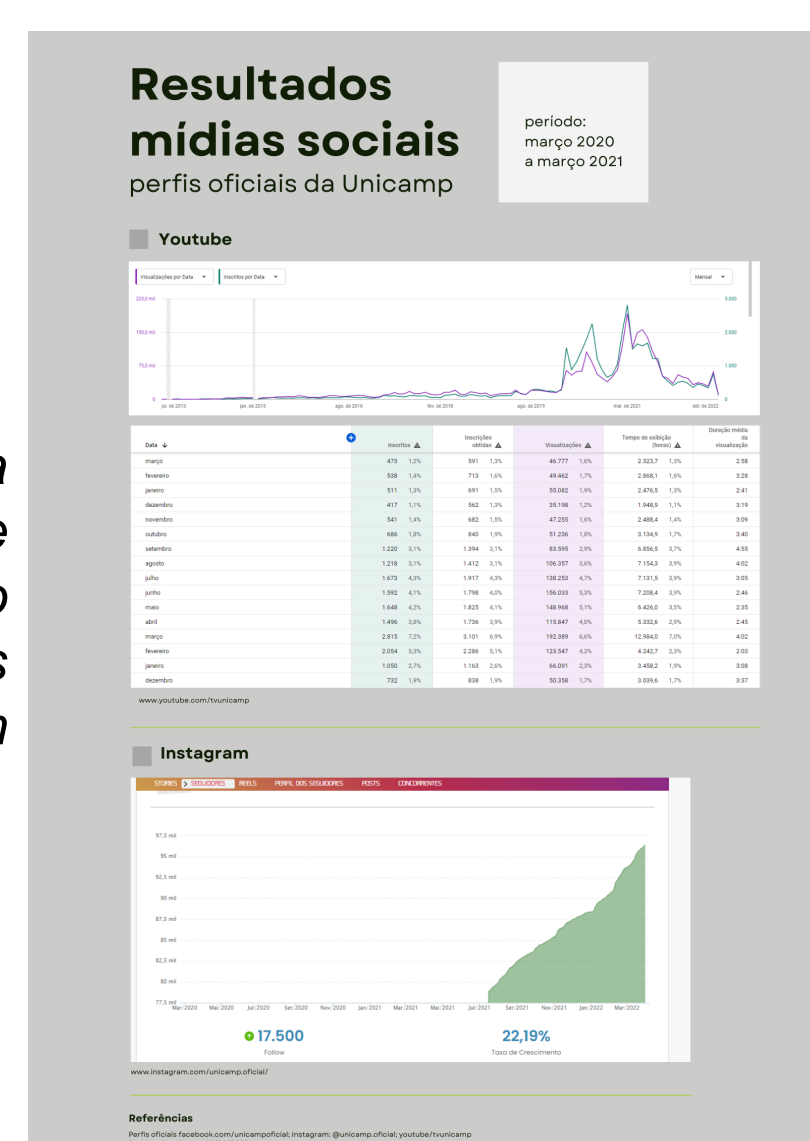 Resultados
mídias sociais
perfis oficiais da Unicamp
período:
março 2020
a março 2021
Youtube
Visualizações por Data
Inscritos por Data
Mensal
225,0 mil
150,0 mil
75,0 mil
0
3.000
2.000
1.000
0
jul. de 2013 jan. de 2015 ago. de 2016 fev. de 2018 ago. de 2019 mar. de 2021 set. de 2022
Data Inscritos Inscrições obtidas Visualizações Tempo de exibição (horas) Duração média da visualização
março 473 1,2% 591 1,3% 46.777 1,6% 2.323,7 1,3% 2:58
fevereiro 538 1,4% 713 1,6% 49.462 1,7% 2.868,1 1,6% 3:28
janeiro 511 1,3% 691 1,5% 55.082 1,9% 2.476,5 1,3% 2:41
dezembro 417 1,1% 562 1,3% 35.198 1,2% 1.948,9 1,1% 3:19
novembro 541 1,4% 682 1,5% 47.255 1,6% 2.488,4 1,4% 3:09
outubro 686 1,8% 840 1,9% 51.236 1,8% 3.134,9 1,7% 3:40
setembro 1.220 3,1% 1.394 3,1% 83.595 2,9% 6.856,5 3,7% 4:55
agosto 1.218 3,1% 1.412 3,1% 106.357 3,6% 7.154,3 3,9% 4:02
julho 1.673 4,3% 1.917 4,3% 138.253 4,7% 7.131,5 3,9% 3:05
junho 1.592 4,1% 1.798 4,0% 156.033 5,3% 7.208,4 3,9% 2:46
maio 1.648 4,2% 1.825 4,1% 148.968 5,1% 6.426,0 3,5% 2:35
abril 1.496 3,8% 1.736 3,9% 115.847 4,0% 5.332,6 2,9% 2:45
março 2.815 7,2% 3.101 6,9% 192.389 6,6% 12.984,0 7,0% 4:02
fevereiro 2.054 5,3% 2.286 5,1% 123.547 4,2% 4.242,7 2,3% 2:03
janeiro 1.050 2,7% 1.163 2,6% 66.091 2,3% 3.458,2 1,9% 3:08
dezembro 732 1,9% 838 1,9% 50.358 1,7% 3.039,6 1,7% 3:37
www.youtube.com/tvunicamp
Instagram
STORIES SEGUIDORES REELS PERFIL DOS SEGUIDORES POSTS CONCORRENTES
97,5 mil
95 mil
92,5 mil
90 mil
87,5 mil
85 mil
82,5 mil
80 mil
77,5 mil
Mar/2020 Mai/2020 Jul/2020 Set/2020 Nov/2020 Jan/2021 Mar/2021 Mai/2021 Jul/2021 Set/2021 Nov/2021 Jan/2022 Mar/2022
17.500
Follow
22,19%
Taxa de Crescimento
www.instagram.com/unicamp.oficial/
Referências
Perfis oficiais facebook.com/unicampoficial; Instagram: @unicamp.oficial; youtube/tvunicamp